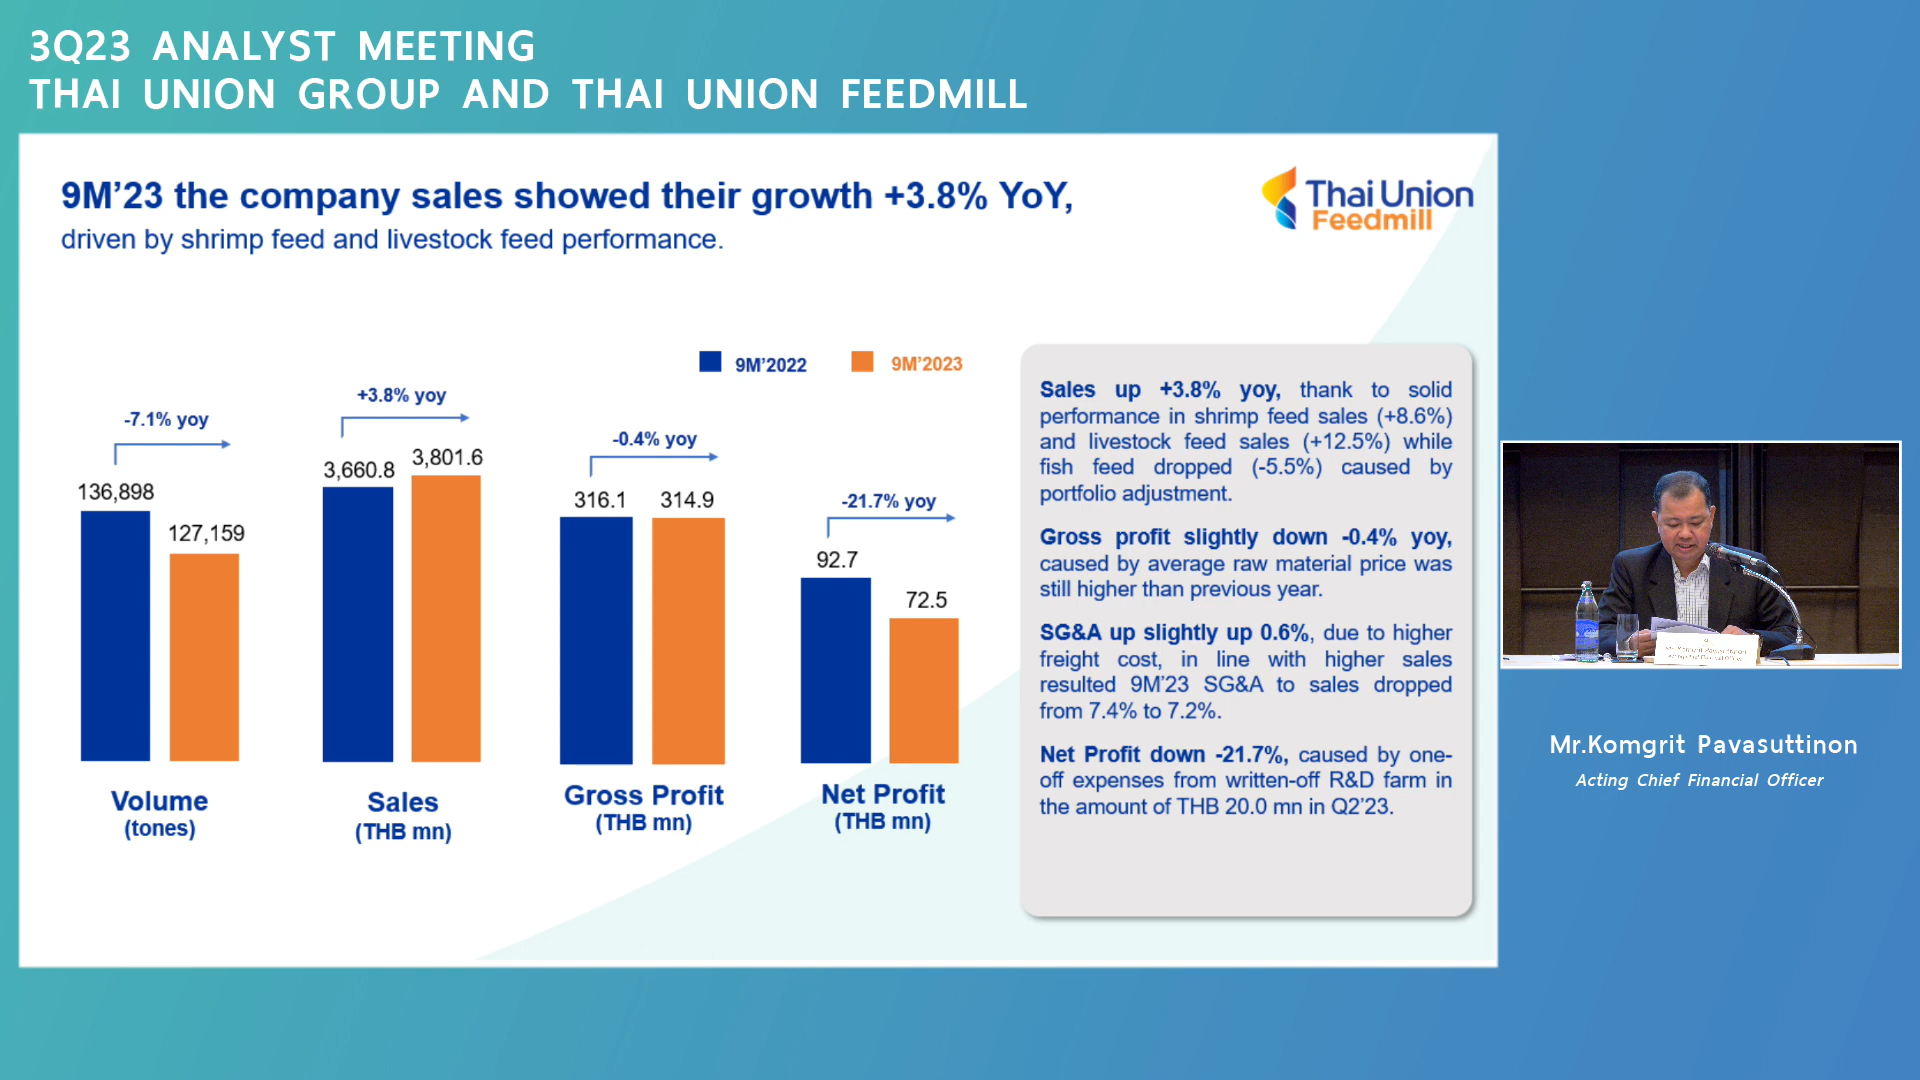 3Q23 ANALYST MEETING
THAI UNION GROUP AND THAI UNION FEEDMILL
9M'23 the company sales showed their growth +3.8% YoY,
driven by shrimp feed and livestock feed performance.
Thai Union
Feedmill
9M'2022
9M'2023
-7.1% yoy
136,898
127,159
Volume
(tones)
+3.8% yoy
3,660.8
3,801.6
Sales
(THB mn)
-0.4% yoy
316.1
314.9
Gross Profit
(THB mn)
-21.7% yoy
92.7
72.5
Net Profit
(THB mn)
Sales up +3.8% yoy, thank to solid
performance in shrimp feed sales (+8.6%)
and livestock feed sales (+12.5%) while
fish feed dropped (-5.5%) caused by
portfolio adjustment.
Gross profit slightly down -0.4% yoy,
caused by average raw material price was
still higher than previous year.
SG&A up slightly up 0.6%, due to higher
freight cost, in line with higher sales
resulted 9M'23 SG&A to sales dropped
from 7.4% to 7.2%.
Net Profit down -21.7%, caused by one-
off expenses from written-off R&D farm in
the amount of THB 20.0 mn in Q2'23.
Mr.Komgrit Pavasuttinon
Acting Chief Financial Officer